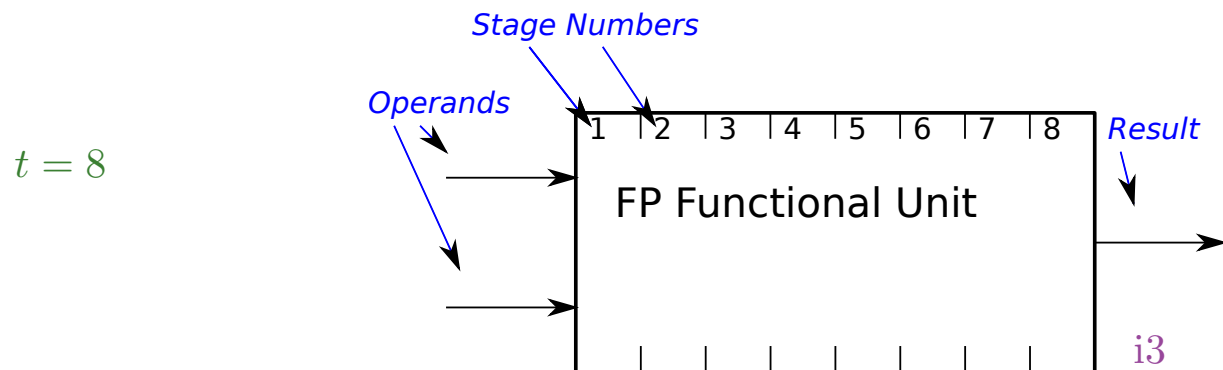 Stage Numbers
Operands
1 2 3 4 5 6 7 8
Result
t = 8
FP Functional Unit
i3